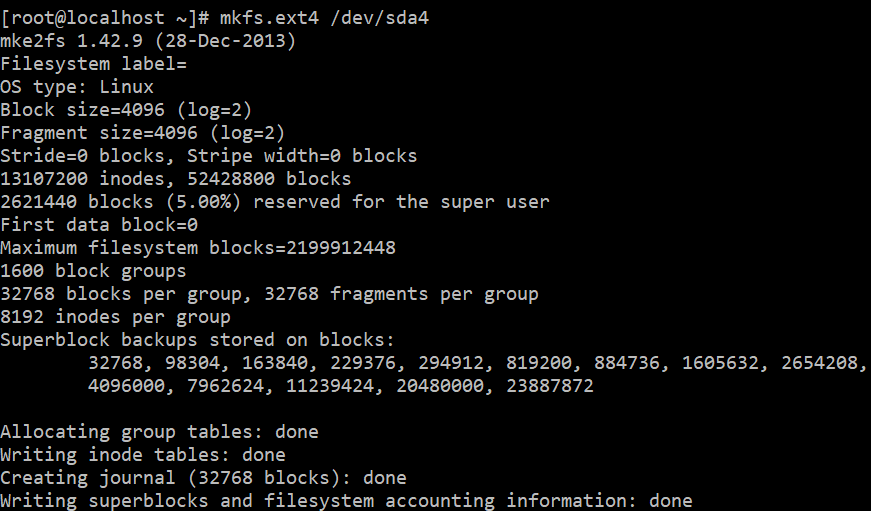 [root@localhost ~]# mkfs.ext4 /dev/sda4
mke2fs 1.42.9 (28-Dec-2013)
Filesystem label=
OS type: Linux
Block size=4096 (log=2)
Fragment size=4096 (log=2)
Stride=0 blocks, Stripe width=0 blocks
13107200 inodes, 52428800 blocks
2621440 blocks (5.00%) reserved for the super user
First data block=0
Maximum filesystem blocks=2199912448
1600 block groups
32768 blocks per group, 32768 fragments per group
8192 inodes per group
Superblock backups stored on blocks:
32768, 98304, 163840, 229376, 294912, 819200, 884736, 1605632, 2654208,
4096000, 7962624, 11239424, 20480000, 23887872
Allocating group tables: done
Writing inode tables: done
Creating journal (32768 blocks): done
Writing superblocks and filesystem accounting information: done